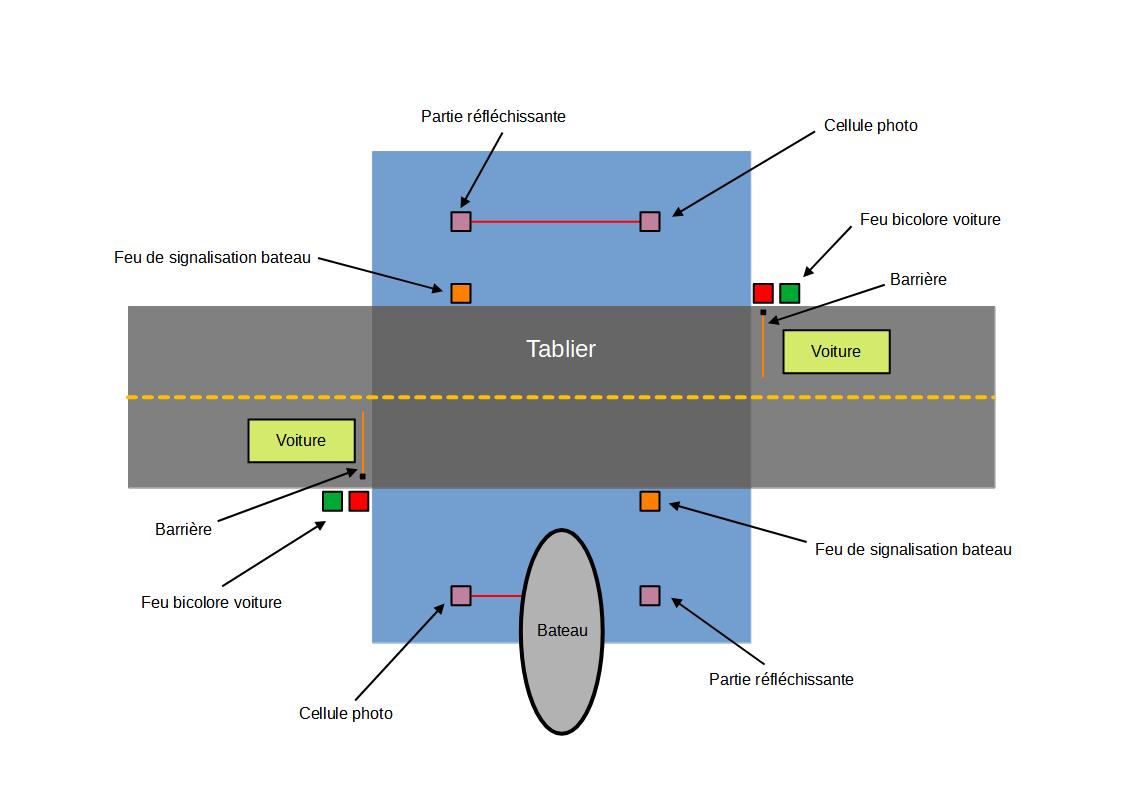 Partie réfléchissante
Cellule photo
Feu bicolore voiture
Feu de signalisation bateau
Barrière
Tablier
Voiture
Voiture
Barrière
Feu de signalisation bateau
Feu bicolore voiture
Bateau
Partie réfléchissante
Cellule photo